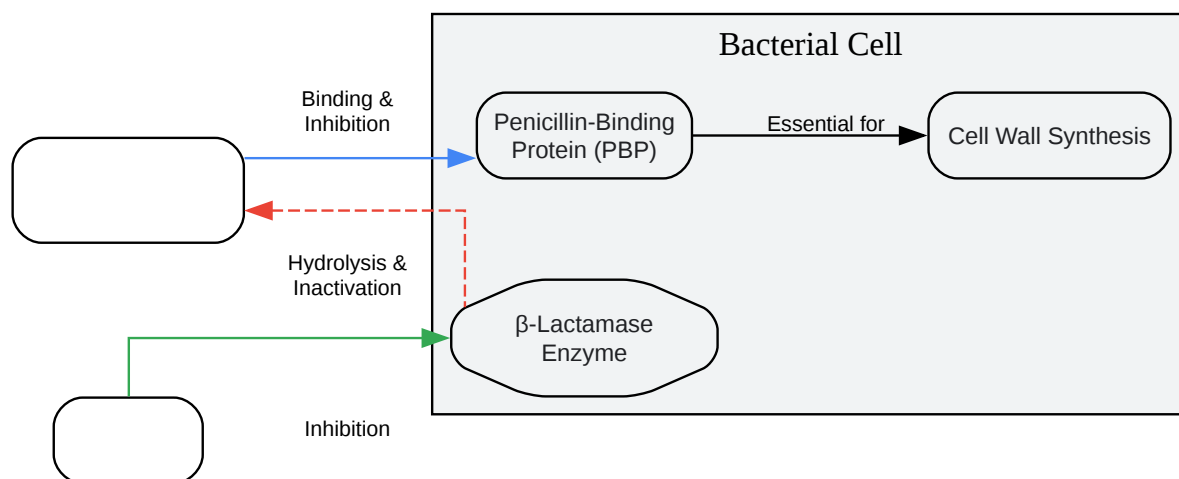 Bacterial Cell
Binding &
Inhibition
Penicillin-Binding
Protein (PBP)
Essential for
Cell Wall Synthesis
Hydrolysis &
Inactivation
β-Lactamase
Enzyme
Inhibition